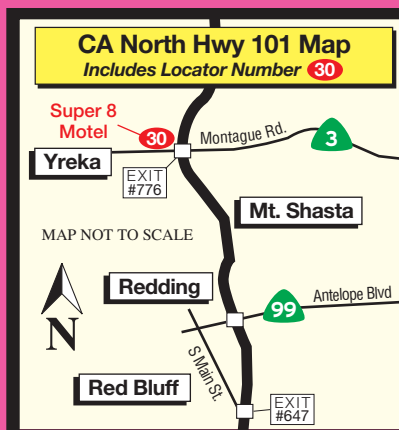 CA North Hwy 101 Map
Includes Locator Number 30
Super 8
Motel
30
Montague Rd.
3
Yreka
EXIT
#776
Mt. Shasta
MAP NOT TO SCALE
Redding
Antelope Blvd
99
N
S Main St.
Red Bluff
EXIT
#647